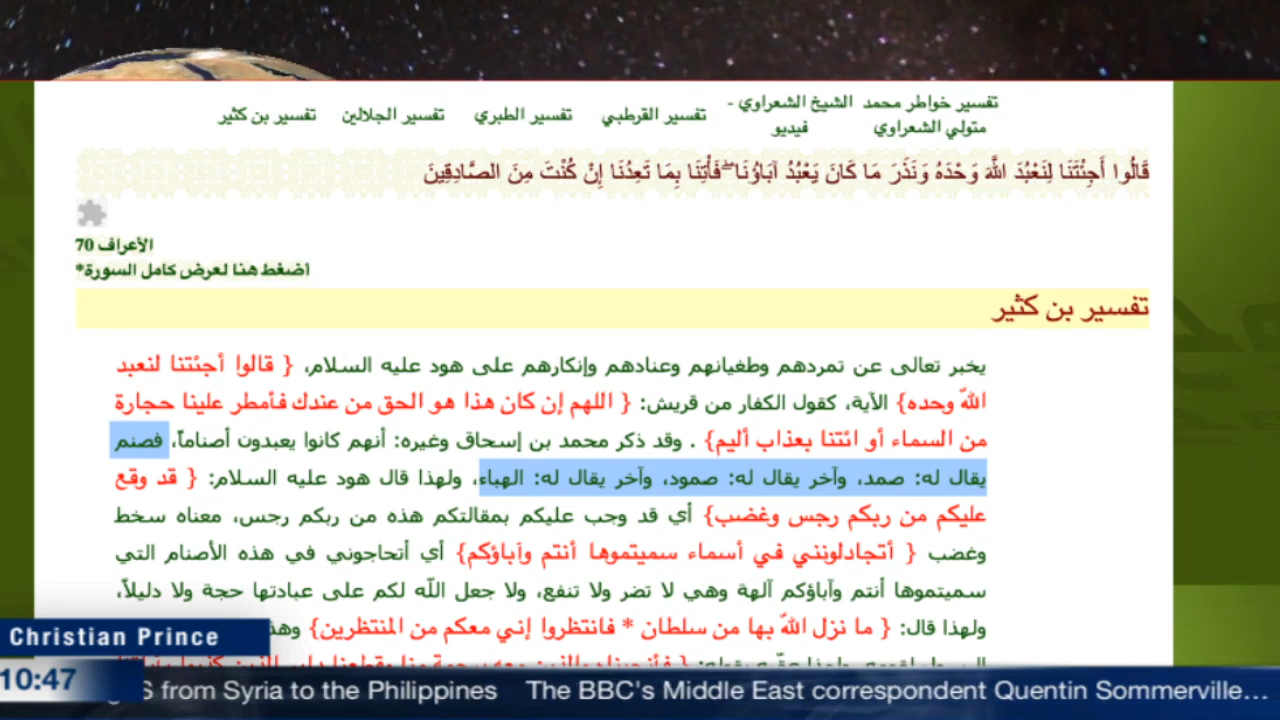 تفسير خواطر محمد متولي الشعراوي
الشيخ الشعراوي - فيديو
تفسير القرطبي
تفسير الطبري
تفسير الجلالين
تفسير بن كثير
قَالُوا أَجِئْتَنَا لِنَعْبُدَ اللَّهَ وَحْدَهُ وَنَذَرَ مَا كَانَ يَعْبُدُ آبَاؤُنَا ۖ فَأْتِنَا بِمَا تَعِدُنَا إِنْ كُنْتَ مِنَ الصَّادِقِينَ
الأعراف 70
اضغط هنا لعرض كامل السورة*
تفسير بن كثير
يخبر تعالى عن تمردهم وطغيانهم وعنادهم وإنكارهم على هود عليه السلام، { قالوا أجئتنا لنعبد
اللّه وحده} الآية، كقول الكفار من قريش: { اللهم إن كان هذا هو الحق من عندك فأمطر علينا حجارة
من السماء أو ائتنا بعذاب أليم} . وقد ذكر محمد بن إسحاق وغيره: أنهم كانوا يعبدون أصناماً، فصنم
يقال له: صمد، وآخر يقال له: صمود، وآخر يقال له: الهباء، ولهذا قال هود عليه السلام: { قد وقع
عليكم من ربكم رجس وغضب} أي قد وجب عليكم بمقالتكم هذه من ربكم رجس، معناه سخط
وغضب { أتجادلونني في أسماء سميتموها أنتم وآباؤكم} أي أتحاجوني في هذه الأصنام التي
سميتموها أنتم وآباؤكم آلهة وهي لا تضر ولا تنفع، ولا جعل اللّه لكم على عبادتها حجة ولا دليلاً،
ولهذا قال: { ما نزل اللّه بها من سلطان * فانتظروا إني معكم من المنتظرين}
Christian Prince
10:47
S from Syria to the Philippines The BBC's Middle East correspondent Quentin Sommerville...